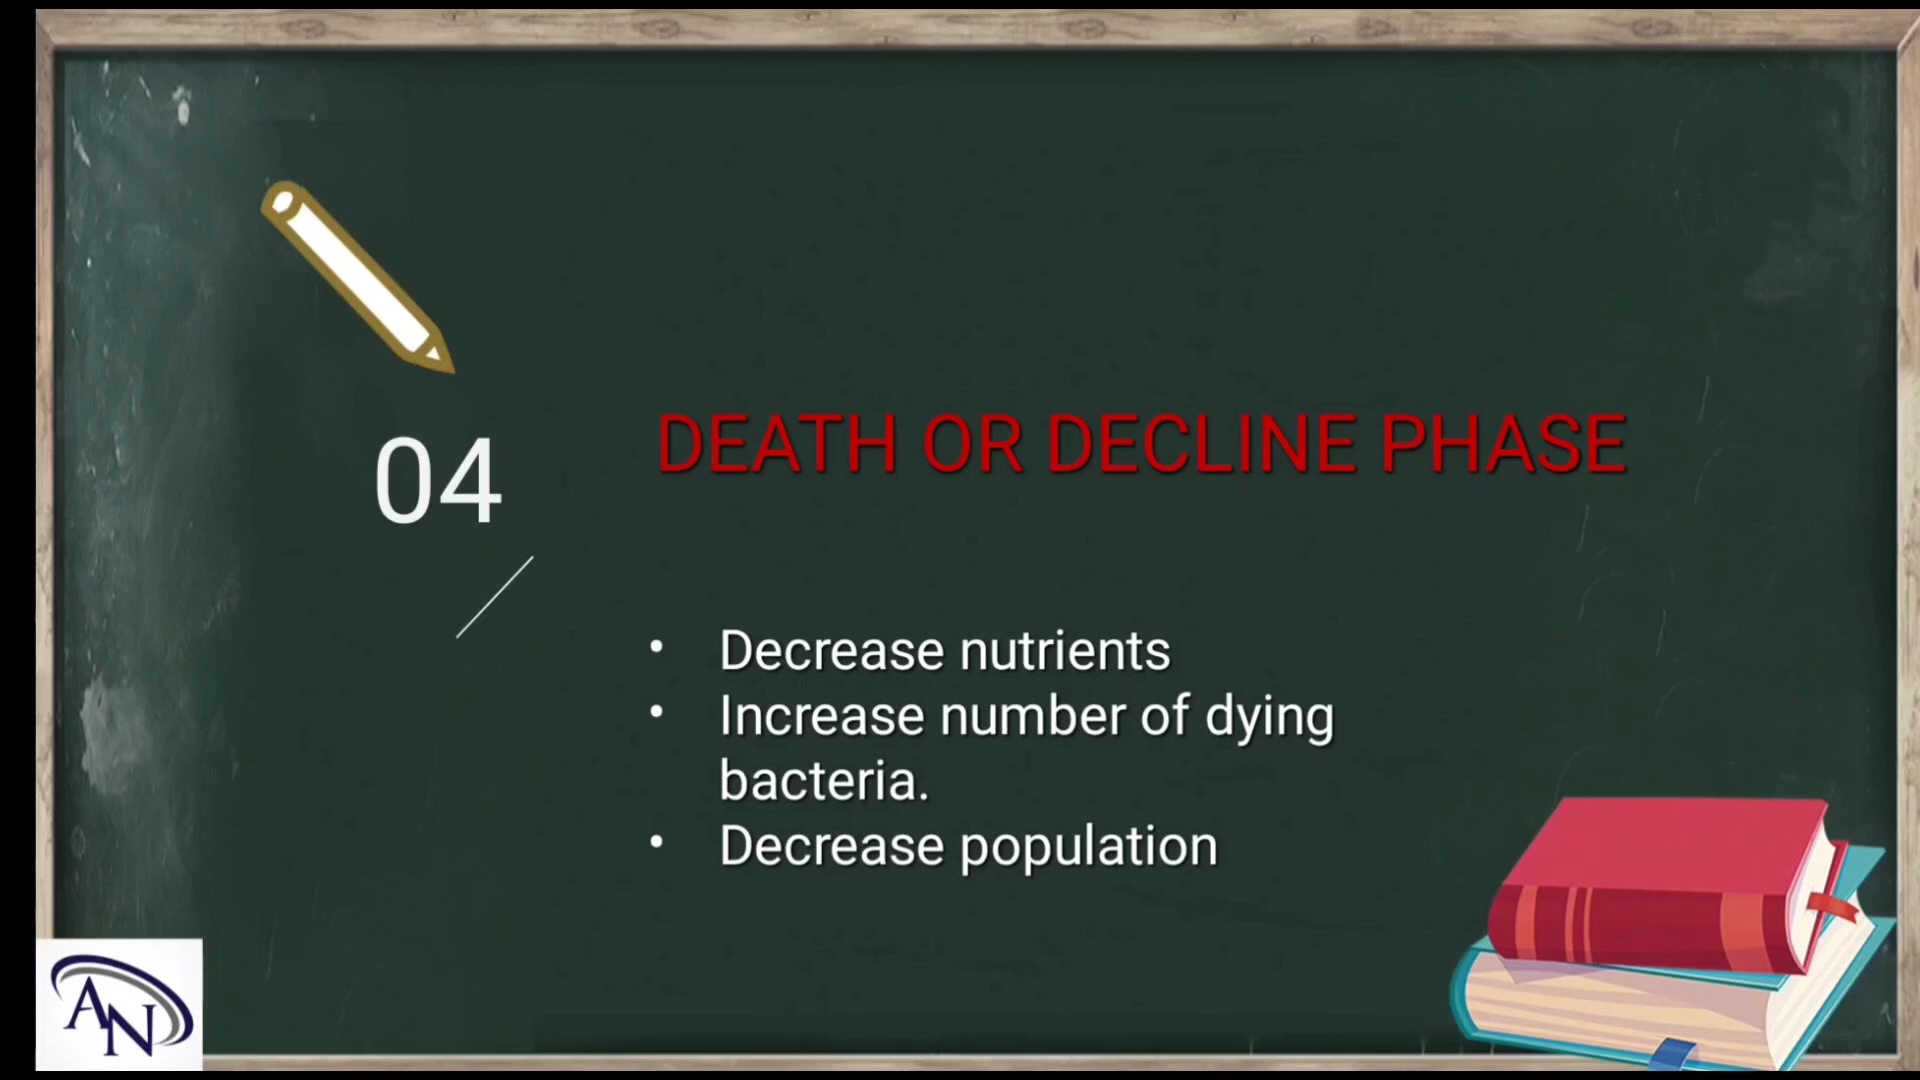 04
DEATH OR DECLINE PHASE
• Decrease nutrients
• Increase number of dying
bacteria.
• Decrease population
AN